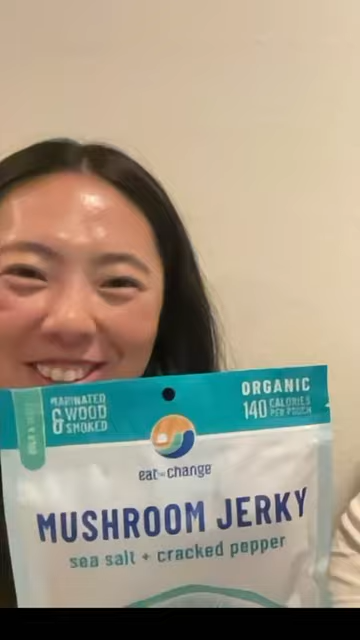 MARINATED
& WOOD
SMOKED
ORGANIC
140 CALORIES
PER POUCH
eat the change
MUSHROOM JERKY
sea salt + cracked pepper